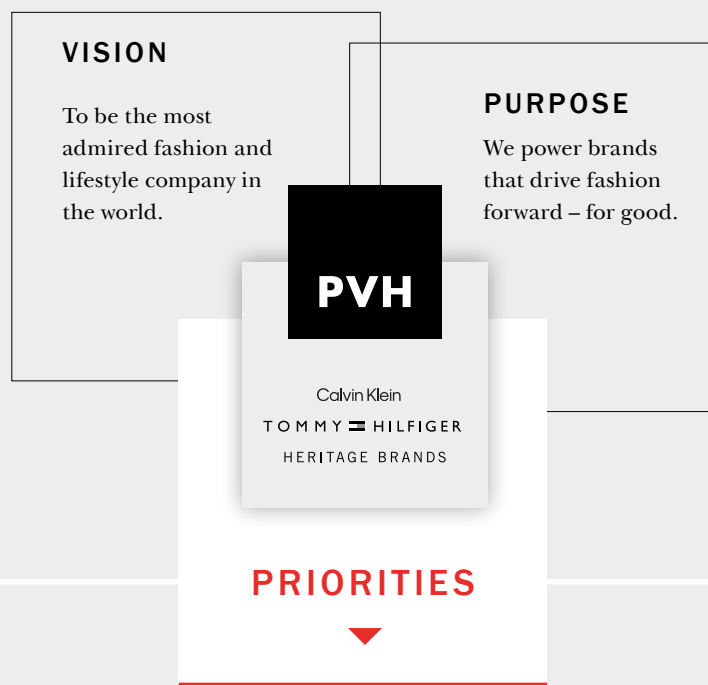 VISION
To be the most
admired fashion and
lifestyle company in
the world.
PURPOSE
We power brands
that drive fashion
forward – for good.
PVH
Calvin Klein
TOMMY HILFIGER
HERITAGE BRANDS
PRIORITIES